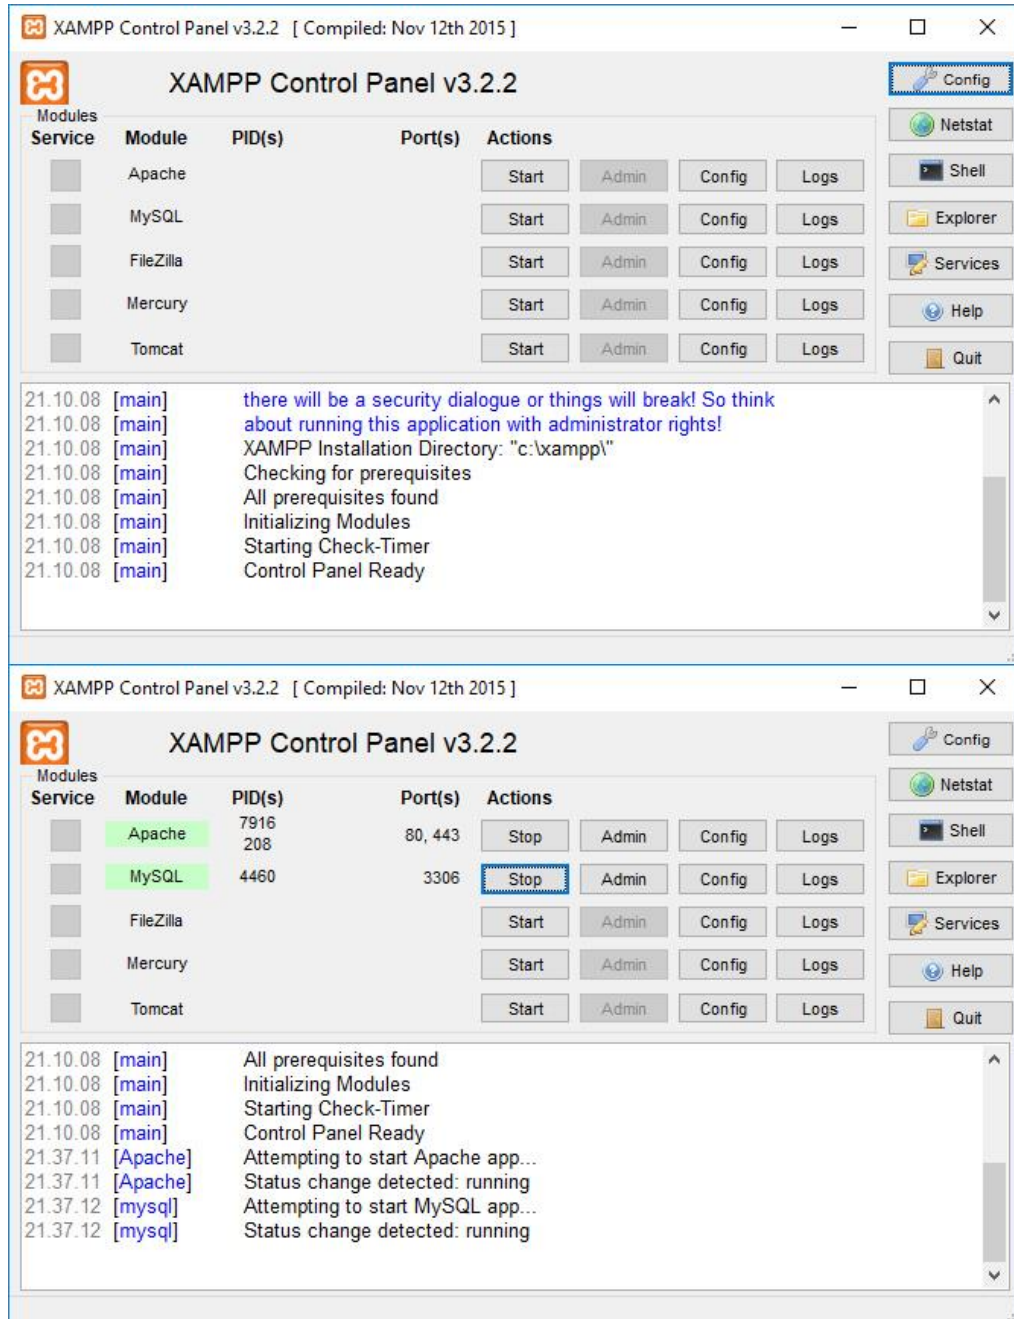 XAMPP Control Panel v3.2.2 [ Compiled: Nov 12th 2015 ]
XAMPP Control Panel v3.2.2
Config
Modules
Netstat
Service Module PID(s) Port(s) Actions
Shell
Apache Start Admin Config Logs
MySQL Start Admin Config Logs
Explorer
FileZilla Start Admin Config Logs
Services
Mercury Start Admin Config Logs
Help
Tomcat Start Admin Config Logs
Quit
21.10.08 [main] there will be a security dialogue or things will break! So think
21.10.08 [main] about running this application with administrator rights!
21.10.08 [main] XAMPP Installation Directory: "c:\xampp\"
21.10.08 [main] Checking for prerequisites
21.10.08 [main] All prerequisites found
21.10.08 [main] Initializing Modules
21.10.08 [main] Starting Check-Timer
21.10.08 [main] Control Panel Ready
XAMPP Control Panel v3.2.2 [ Compiled: Nov 12th 2015 ]
XAMPP Control Panel v3.2.2
Config
Modules
Netstat
Service Module PID(s) Port(s) Actions
Shell
Apache 7916 80, 443 Stop Admin Config Logs
208
MySQL 4460 3306 Stop Admin Config Logs
Explorer
FileZilla Start Admin Config Logs
Services
Mercury Start Admin Config Logs
Help
Tomcat Start Admin Config Logs
Quit
21.10.08 [main] All prerequisites found
21.10.08 [main] Initializing Modules
21.10.08 [main] Starting Check-Timer
21.10.08 [main] Control Panel Ready
21.37.11 [Apache] Attempting to start Apache app...
21.37.11 [Apache] Status change detected: running
21.37.12 [mysql] Attempting to start MySQL app...
21.37.12 [mysql] Status change detected: running